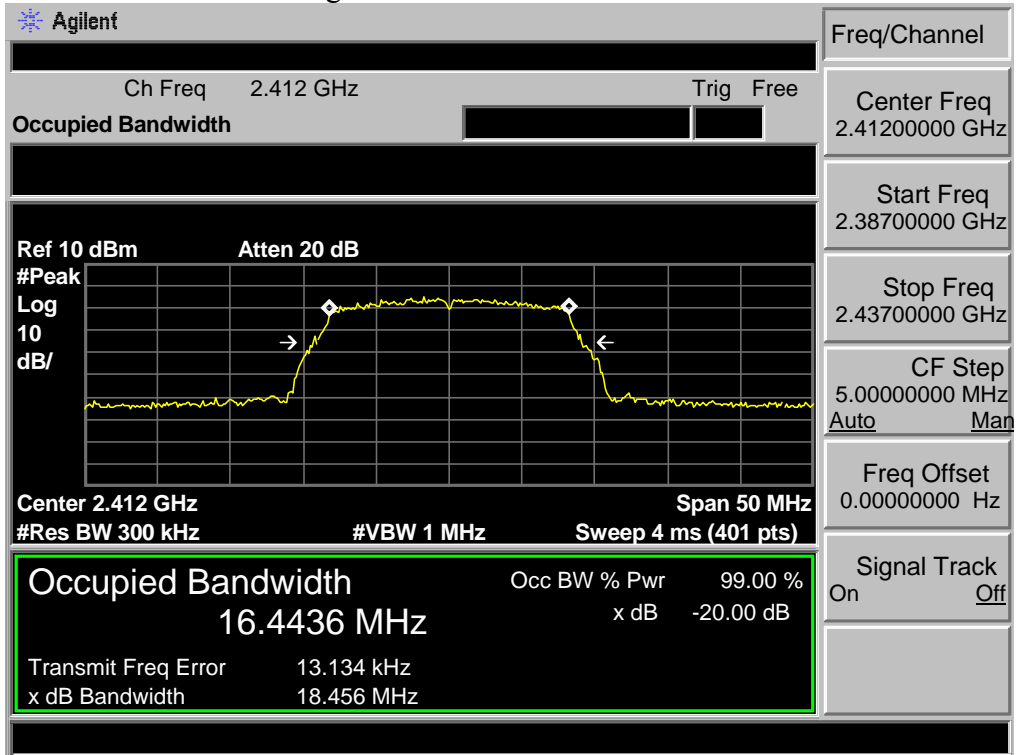 Agilent
Freq/Channel
Ch Freq 2.412 GHz Trig Free
Occupied Bandwidth
Center Freq
2.41200000 GHz
Start Freq
2.38700000 GHz
Stop Freq
2.43700000 GHz
CF Step
5.00000000 MHz
Auto Man
Freq Offset
0.00000000 Hz
Signal Track
On Off
Ref 10 dBm Atten 20 dB
#Peak
Log
10
dB/
Center 2.412 GHz Span 50 MHz
#Res BW 300 kHz #VBW 1 MHz Sweep 4 ms (401 pts)
Occupied Bandwidth Occ BW % Pwr 99.00 %
16.4436 MHz x dB -20.00 dB
Transmit Freq Error 13.134 kHz
x dB Bandwidth 18.456 MHz